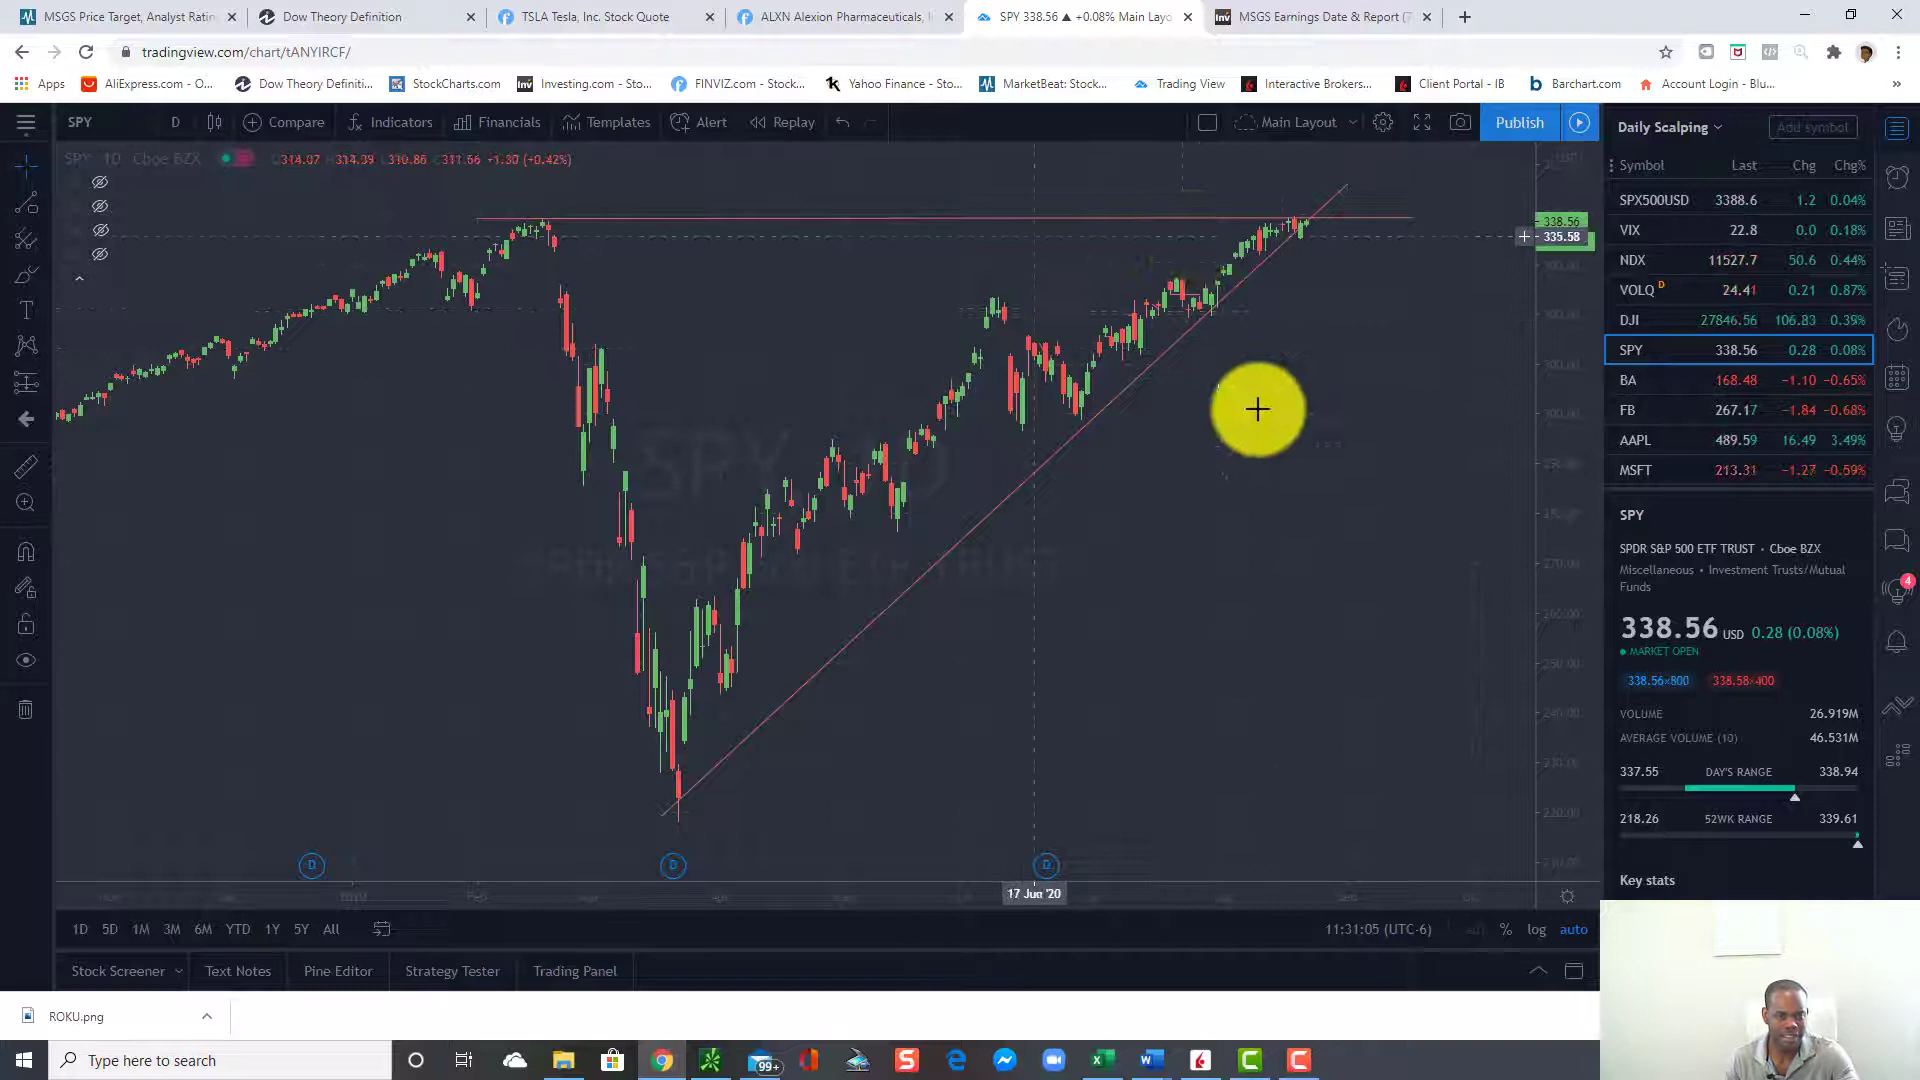 MSGS Price Target, Analyst Ratin
Dow Theory Definition
TSLA Tesla, Inc. Stock Quote
ALXN Alexion Pharmaceuticals,
SPY 338.56 ▲ +0.08% Main Layo
MSGS Earnings Date & Report (7
tradingview.com/chart/tANYIRCF/
Apps
AliExpress.com - O...
Dow Theory Definiti...
StockCharts.com
Investing.com - Sto...
FINVIZ.com - Stock...
Yahoo Finance - Sto...
MarketBeat: Stock...
Trading View
Interactive Brokers...
Client Portal - IB
Barchart.com
Account Login - Blu...
SPY
D
Compare
Indicators
Financials
Templates
Alert
Replay
Main Layout
Publish
SPY 1D Cboe BZX
+1.30 (+0.42%)
338.56
335.58
SPY
17 Jun '20
D
D
D
1D 5D 1M 3M 6M YTD 1Y 5Y All
11:31:05 (UTC-6)
% log auto
Stock Screener
Text Notes
Pine Editor
Strategy Tester
Trading Panel
Daily Scalping
Add symbol
Symbol Last Chg Chg%
SPX500USD 3388.6 1.2 0.04%
VIX 22.8 0.0 0.18%
NDX 11527.7 50.6 0.44%
VOLQ D 24.41 0.21 0.87%
DJI 27846.56 106.83 0.39%
SPY 338.56 0.28 0.08%
BA 168.48 −1.10 −0.65%
FB 267.17 −1.84 −0.68%
AAPL 489.59 16.49 3.49%
MSFT 213.31 −1.27 −0.59%
SPY
SPDR S&P 500 ETF TRUST • Cboe BZX
Miscellaneous • Investment Trusts/Mutual
Funds
338.56 USD 0.28 (0.08%)
MARKET OPEN
338.56×800 338.58×400
VOLUME 26.919M
AVERAGE VOLUME (10) 46.531M
337.55 DAY'S RANGE 338.94
218.26 52WK RANGE 339.61
Key stats
4
ROKU.png
Type here to search
99+